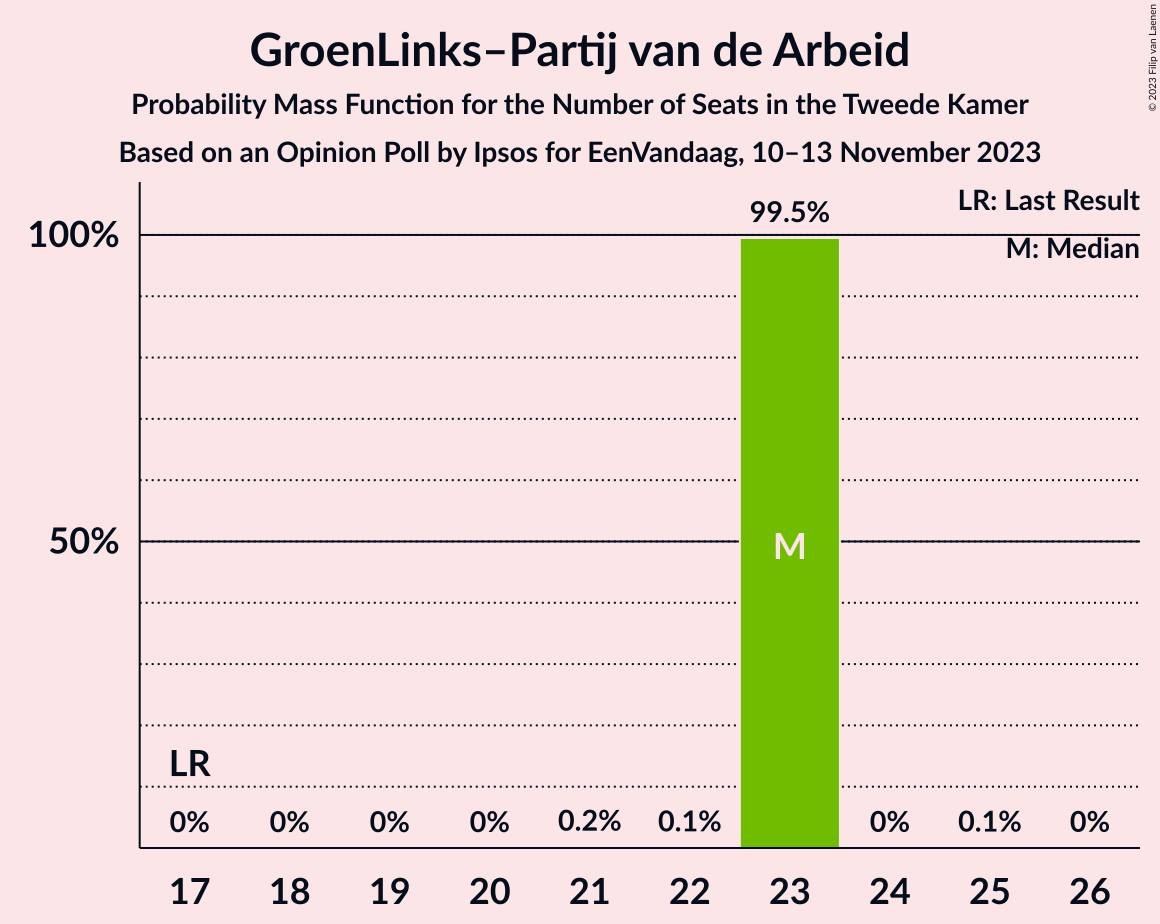 GroenLinks–Partij van de Arbeid
Probability Mass Function for the Number of Seats in the Tweede Kamer
Based on an Opinion Poll by Ipsos for EenVandaag, 10–13 November 2023
© 2023 Filip van Laenen
LR: Last Result
M: Median
99.5%
100%
50%
M
LR
0% 0% 0% 0% 0.2% 0.1% 0% 0.1% 0%
17 18 19 20 21 22 23 24 25 26